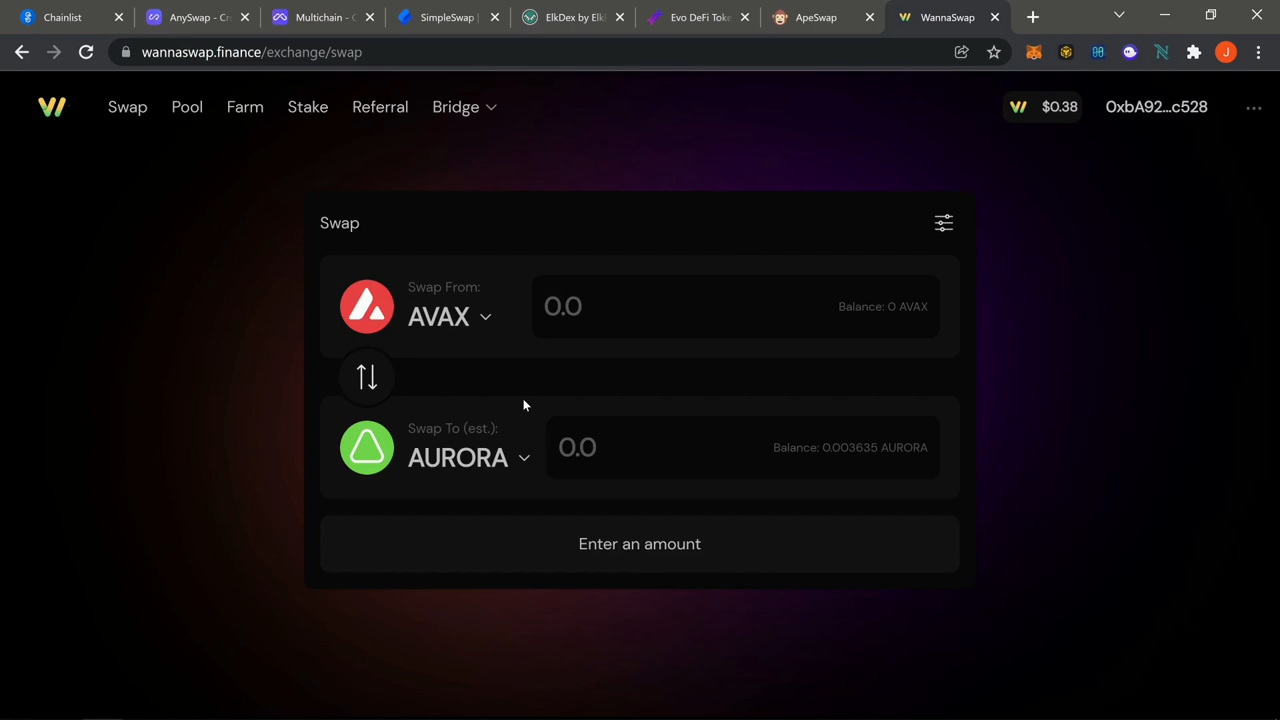 Chainlist
AnySwap - Cro
Multichain - C
SimpleSwap |
ElkDex by Elk
Evo DeFi Toke
ApeSwap
WannaSwap
wannaswap.finance/exchange/swap
J
Swap
Pool
Farm
Stake
Referral
Bridge
$0.38
0xbA92...c528
Swap
Swap From:
AVAX
0.0
Balance: 0 AVAX
Swap To (est.):
AURORA
0.0
Balance: 0.003635 AURORA
Enter an amount